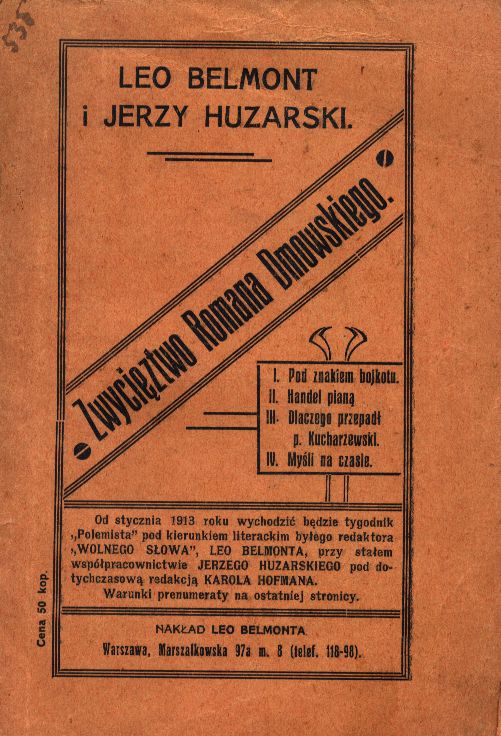 536
LEO BELMONT
i JERZY HUZARSKI.
Zwycięztwo Romana Dmowskiego.
I. Pod znakiem bojkotu.
II. Handel pianą
III. Dlaczego przepadł
p. Kucharzewski.
IV. Myśli na czasie.
Od stycznia 1913 roku wychodzić będzie tygodnik
„Polemista" pod kierunkiem literackim byłego redaktora
„WOLNEGO SŁOWA", LEO BELMONTA, przy stałem
współpracownictwie JERZEGO HUZARSKIEGO pod do-
tychczasową redakcją KAROLA HOFMANA.
Warunki prenumeraty na ostatniej stronicy.
Cena 50 kop.
NAKŁAD LEO BELMONTA
Warszawa, Marszałkowska 97a m. 8 (telef. 118-98).